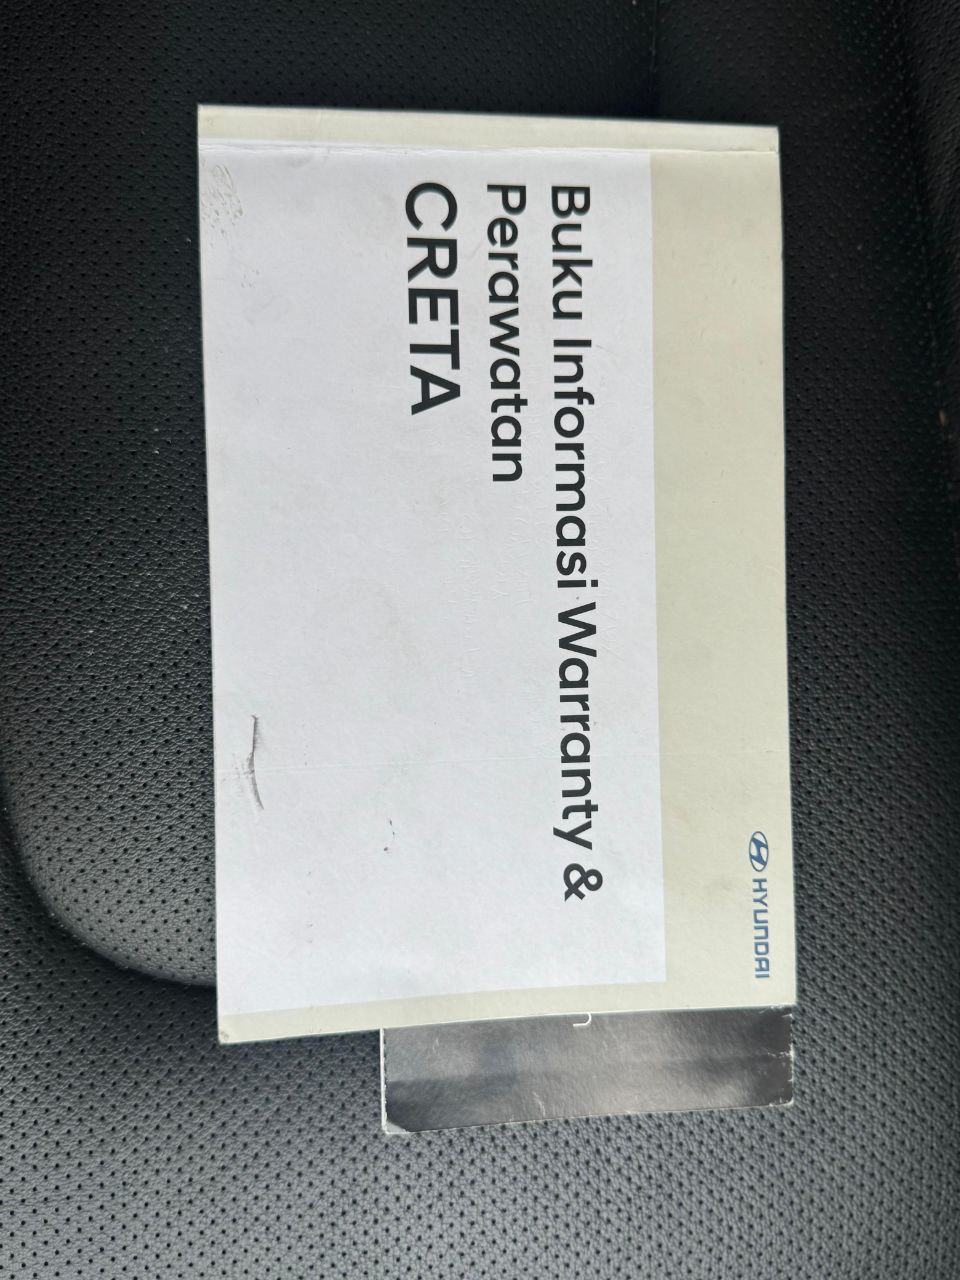 HYUNDAI
Buku Informasi Warranty &
Perawatan
CRETA